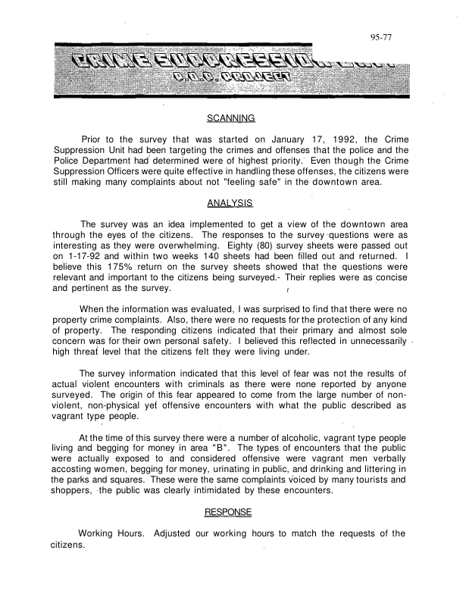 95-77
CRIME SUPPRESSION UNIT
P.O.P. PROJECT
SCANNING
Prior to the survey that was started on January 17, 1992, the Crime
Suppression Unit had been targeting the crimes and offenses that the police and the
Police Department had determined were of highest priority. Even though the Crime
Suppression Officers were quite effective in handling these offenses, the citizens were
still making many complaints about not "feeling safe" in the downtown area.
ANALYSIS
The survey was an idea implemented to get a view of the downtown area
through the eyes of the citizens. The responses to the survey questions were as
interesting as they were overwhelming. Eighty (80) survey sheets were passed out
on 1-17-92 and within two weeks 140 sheets had been filled out and returned. I
believe this 175% return on the survey sheets showed that the questions were
relevant and important to the citizens being surveyed. Their replies were as concise
and pertinent as the survey.
When the information was evaluated, I was surprised to find that there were no
property crime complaints. Also, there were no requests for the protection of any kind
of property. The responding citizens indicated that their primary and almost sole
concern was for their own personal safety. I believed this reflected in unnecessarily
high threat level that the citizens felt they were living under.
The survey information indicated that this level of fear was not the results of
actual violent encounters with criminals as there were none reported by anyone
surveyed. The origin of this fear appeared to come from the large number of non-
violent, non-physical yet offensive encounters with what the public described as
vagrant type people.
At the time of this survey there were a number of alcoholic, vagrant type people
living and begging for money in area "B". The types of encounters that the public
were actually exposed to and considered offensive were vagrant men verbally
accosting women, begging for money, urinating in public, and drinking and littering in
the parks and squares. These were the same complaints voiced by many tourists and
shoppers, the public was clearly intimidated by these encounters.
RESPONSE
Working Hours. Adjusted our working hours to match the requests of the
citizens.